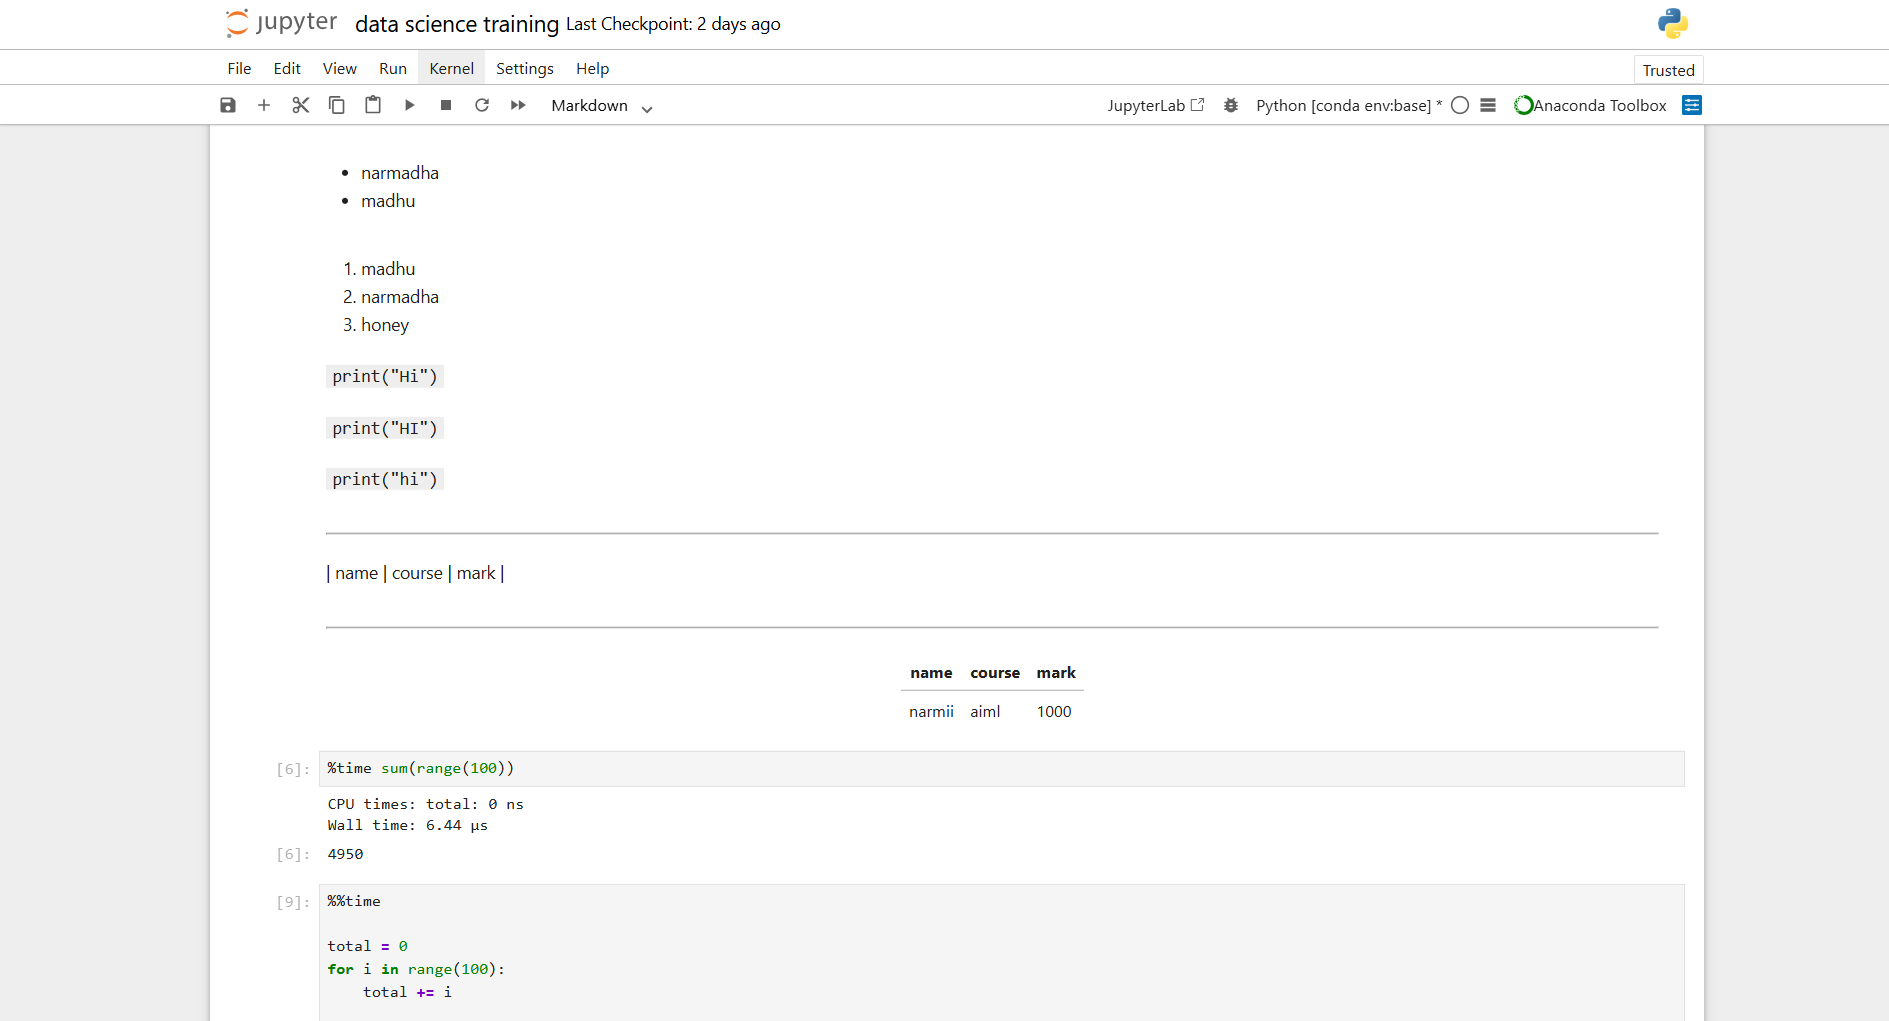 jupyter data science training Last Checkpoint: 2 days ago
File Edit View Run Kernel Settings Help Trusted
Markdown JupyterLab Python [conda env:base] * Anaconda Toolbox
• narmadha
• madhu
1. madhu
2. narmadha
3. honey
print("Hi")
print("HI")
print("hi")
| name | course | mark |
name course mark
narmii aiml 1000
[6]: %time sum(range(100))
CPU times: total: 0 ns
Wall time: 6.44 µs
[6]: 4950
[9]: %%time
total = 0
for i in range(100):
    total += i